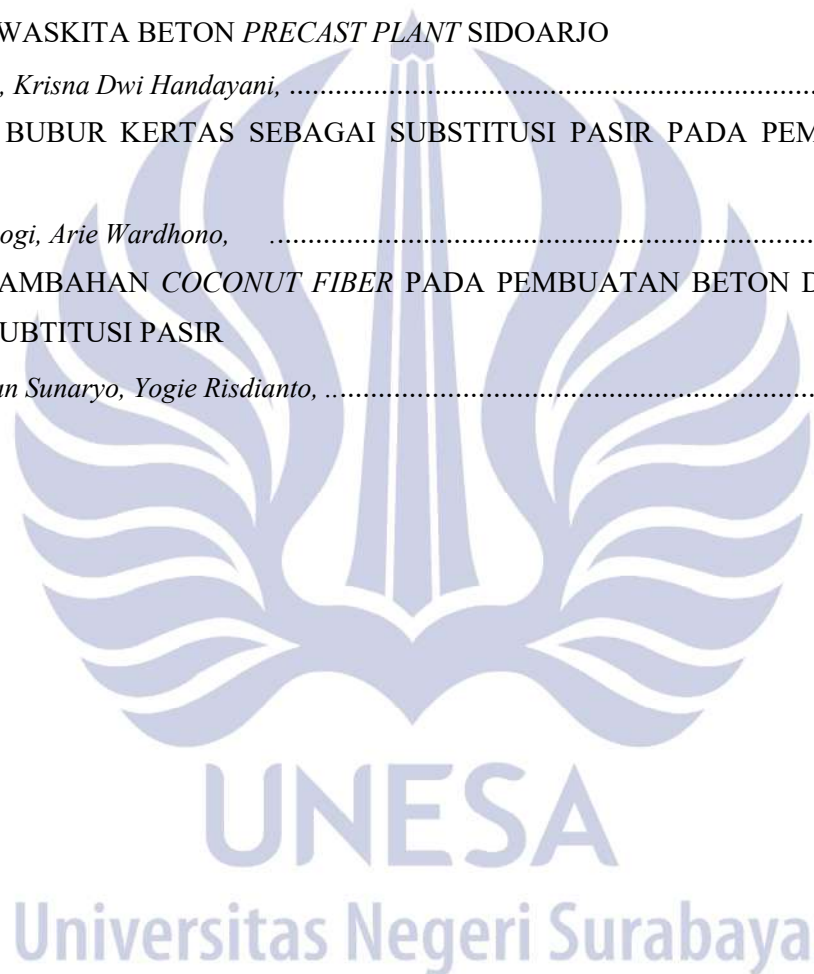 WASKITA BETON PRECAST PLANT SIDOARJO
, Krisna Dwi Handayani, ..........................................................................
BUBUR KERTAS SEBAGAI SUBSTITUSI PASIR PADA
ogi, Arie Wardhono, ..........................................................................
AMBAHAN COCONUT FIBER PADA PEMBUATAN BETON
UBTITUSI PASIR
an Sunaryo, Yogie Risdianto, ..........................................................................
UNESA
Universitas Negeri Surabaya